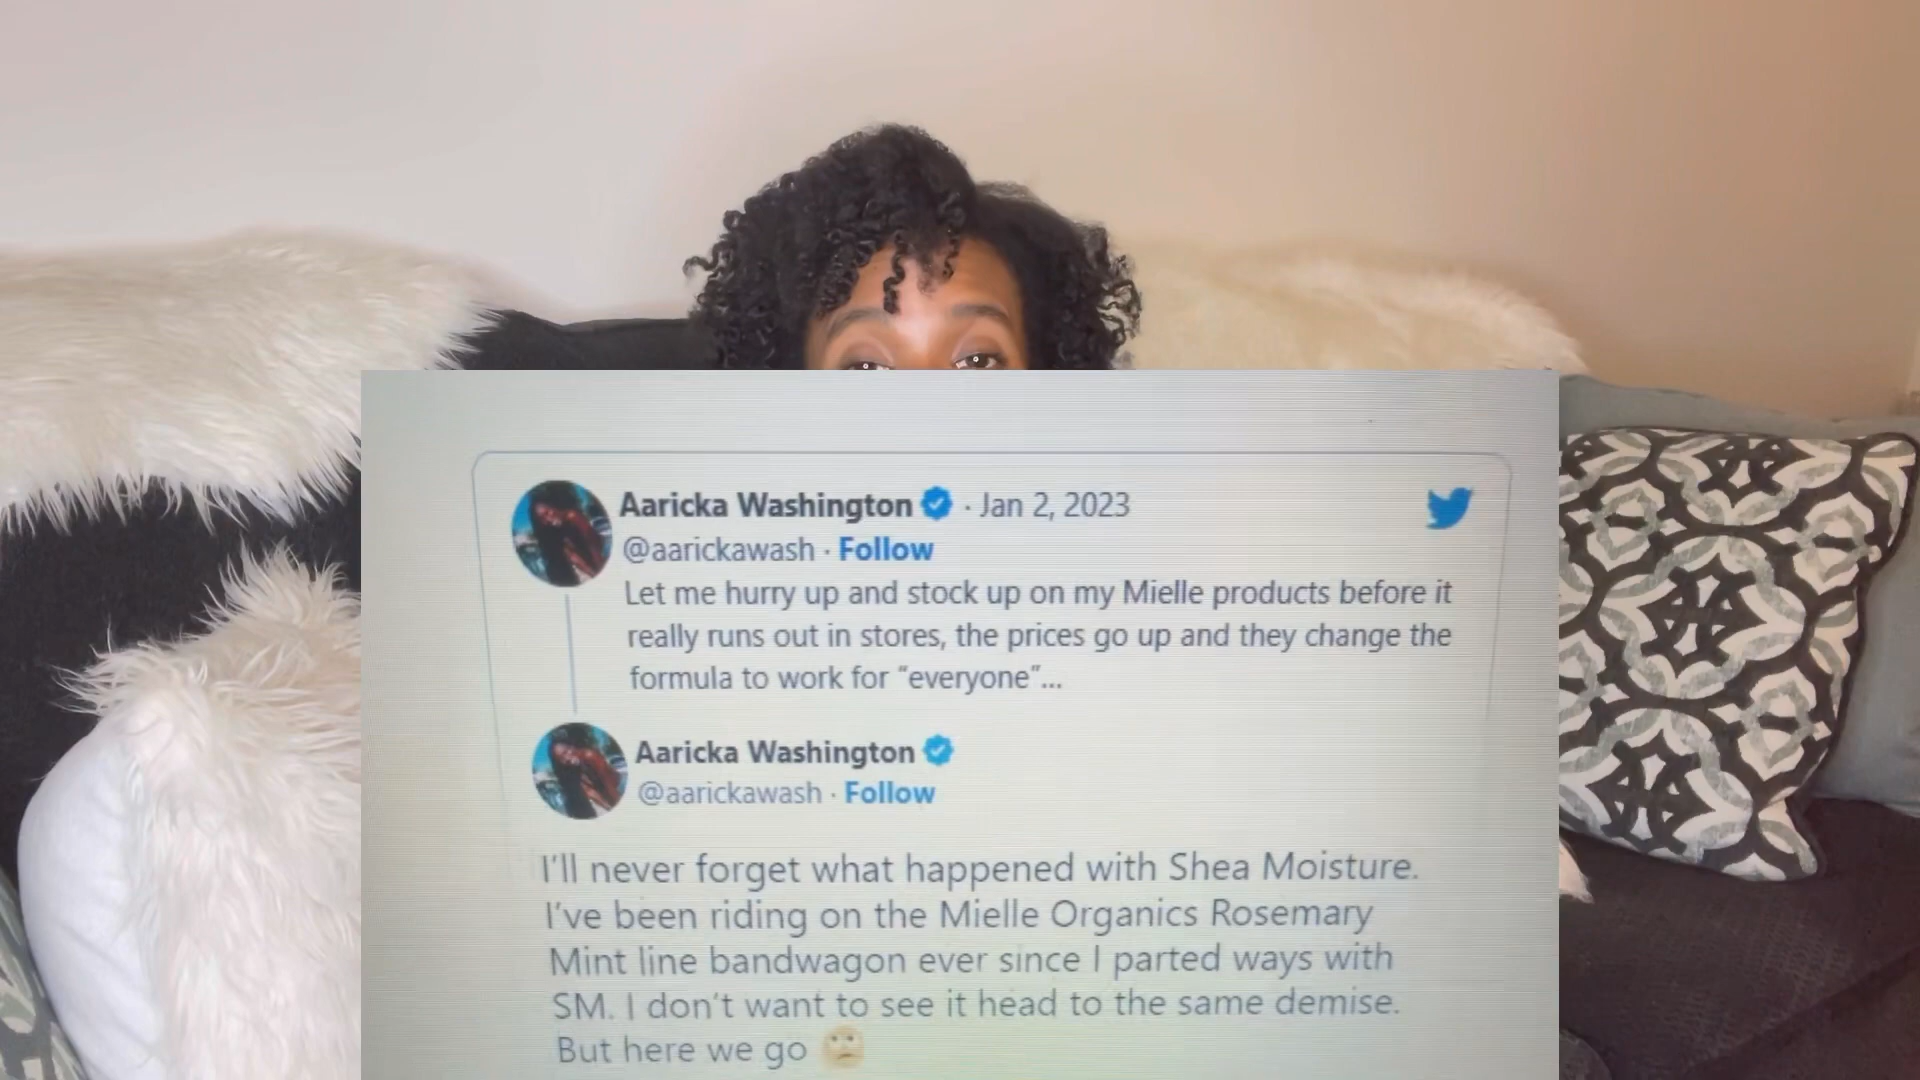 Aaricka Washington · Jan 2, 2023
@aarickawash · Follow
Let me hurry up and stock up on my Mielle products before it
really runs out in stores, the prices go up and they change the
formula to work for “everyone”...
Aaricka Washington
@aarickawash · Follow
I’ll never forget what happened with Shea Moisture.
I’ve been riding on the Mielle Organics Rosemary
Mint line bandwagon ever since I parted ways with
SM. I don’t want to see it head to the same demise.
But here we go 🙄